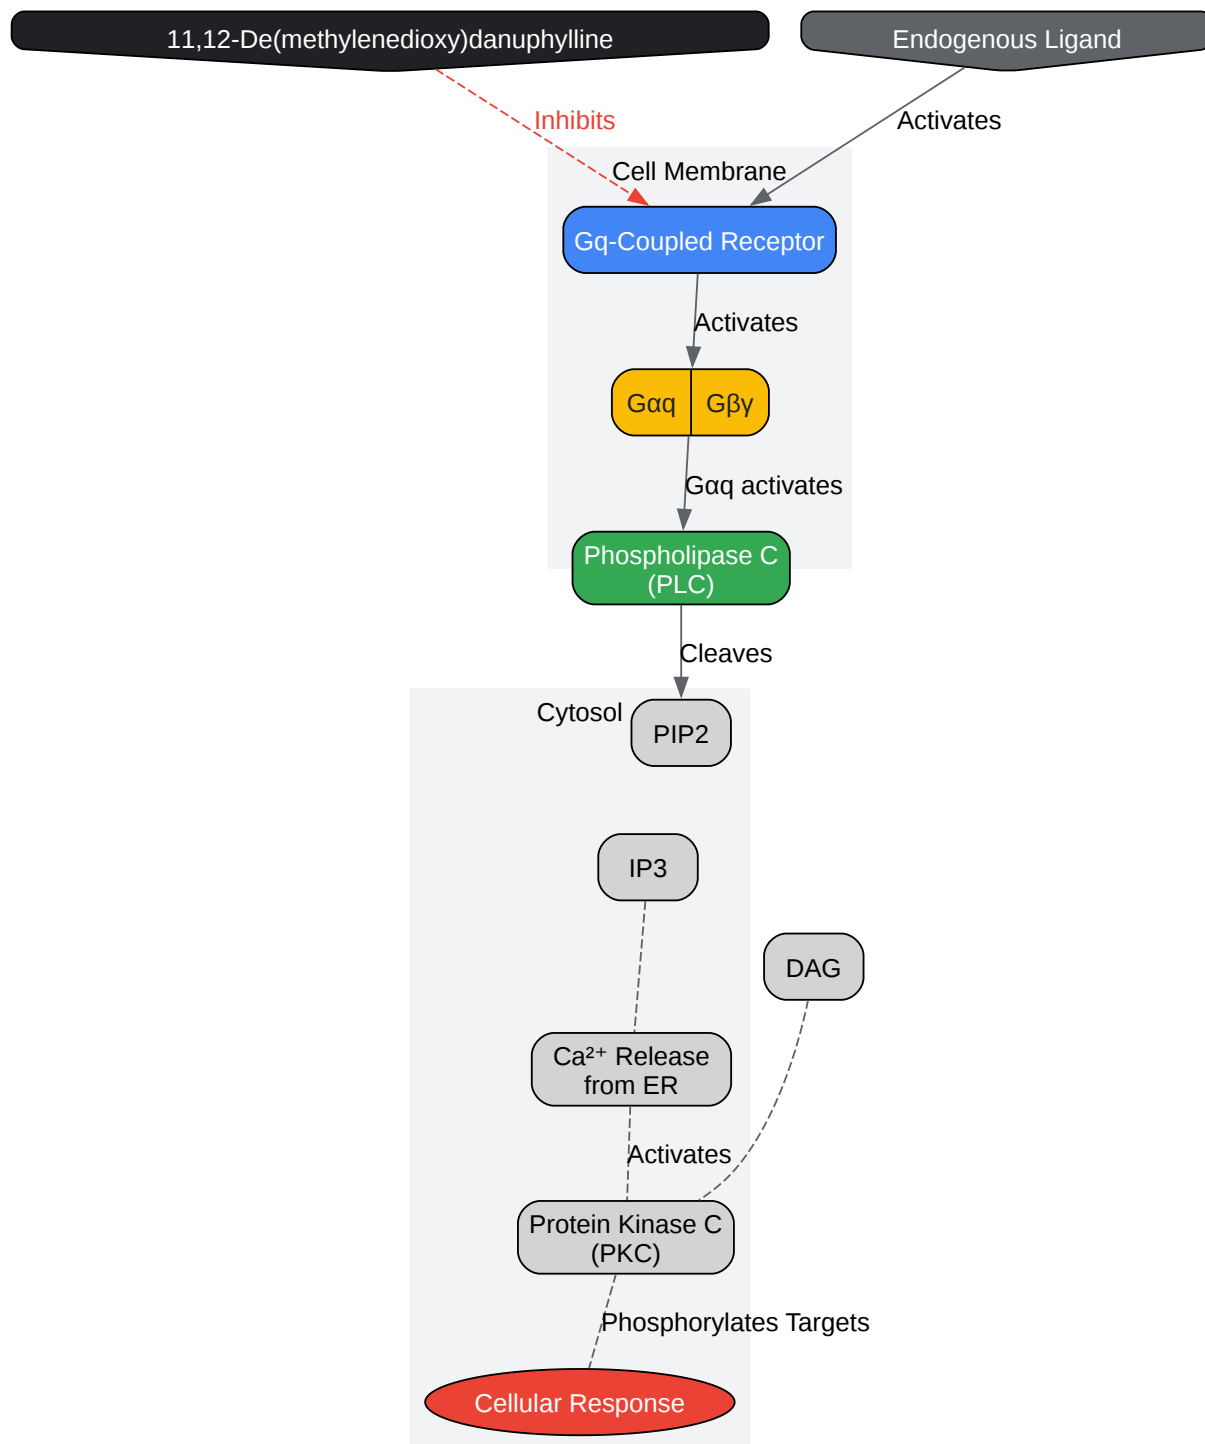 11,12-De(methylenedioxy)danuphylline
Endogenous Ligand
Inhibits
Activates
Cell Membrane
Gq-Coupled Receptor
Activates
Gαq
Gβγ
Gαq activates
Phospholipase C
(PLC)
Cleaves
Cytosol
PIP2
IP3
DAG
Ca²⁺ Release
from ER
Activates
Protein Kinase C
(PKC)
Phosphorylates Targets
Cellular Response